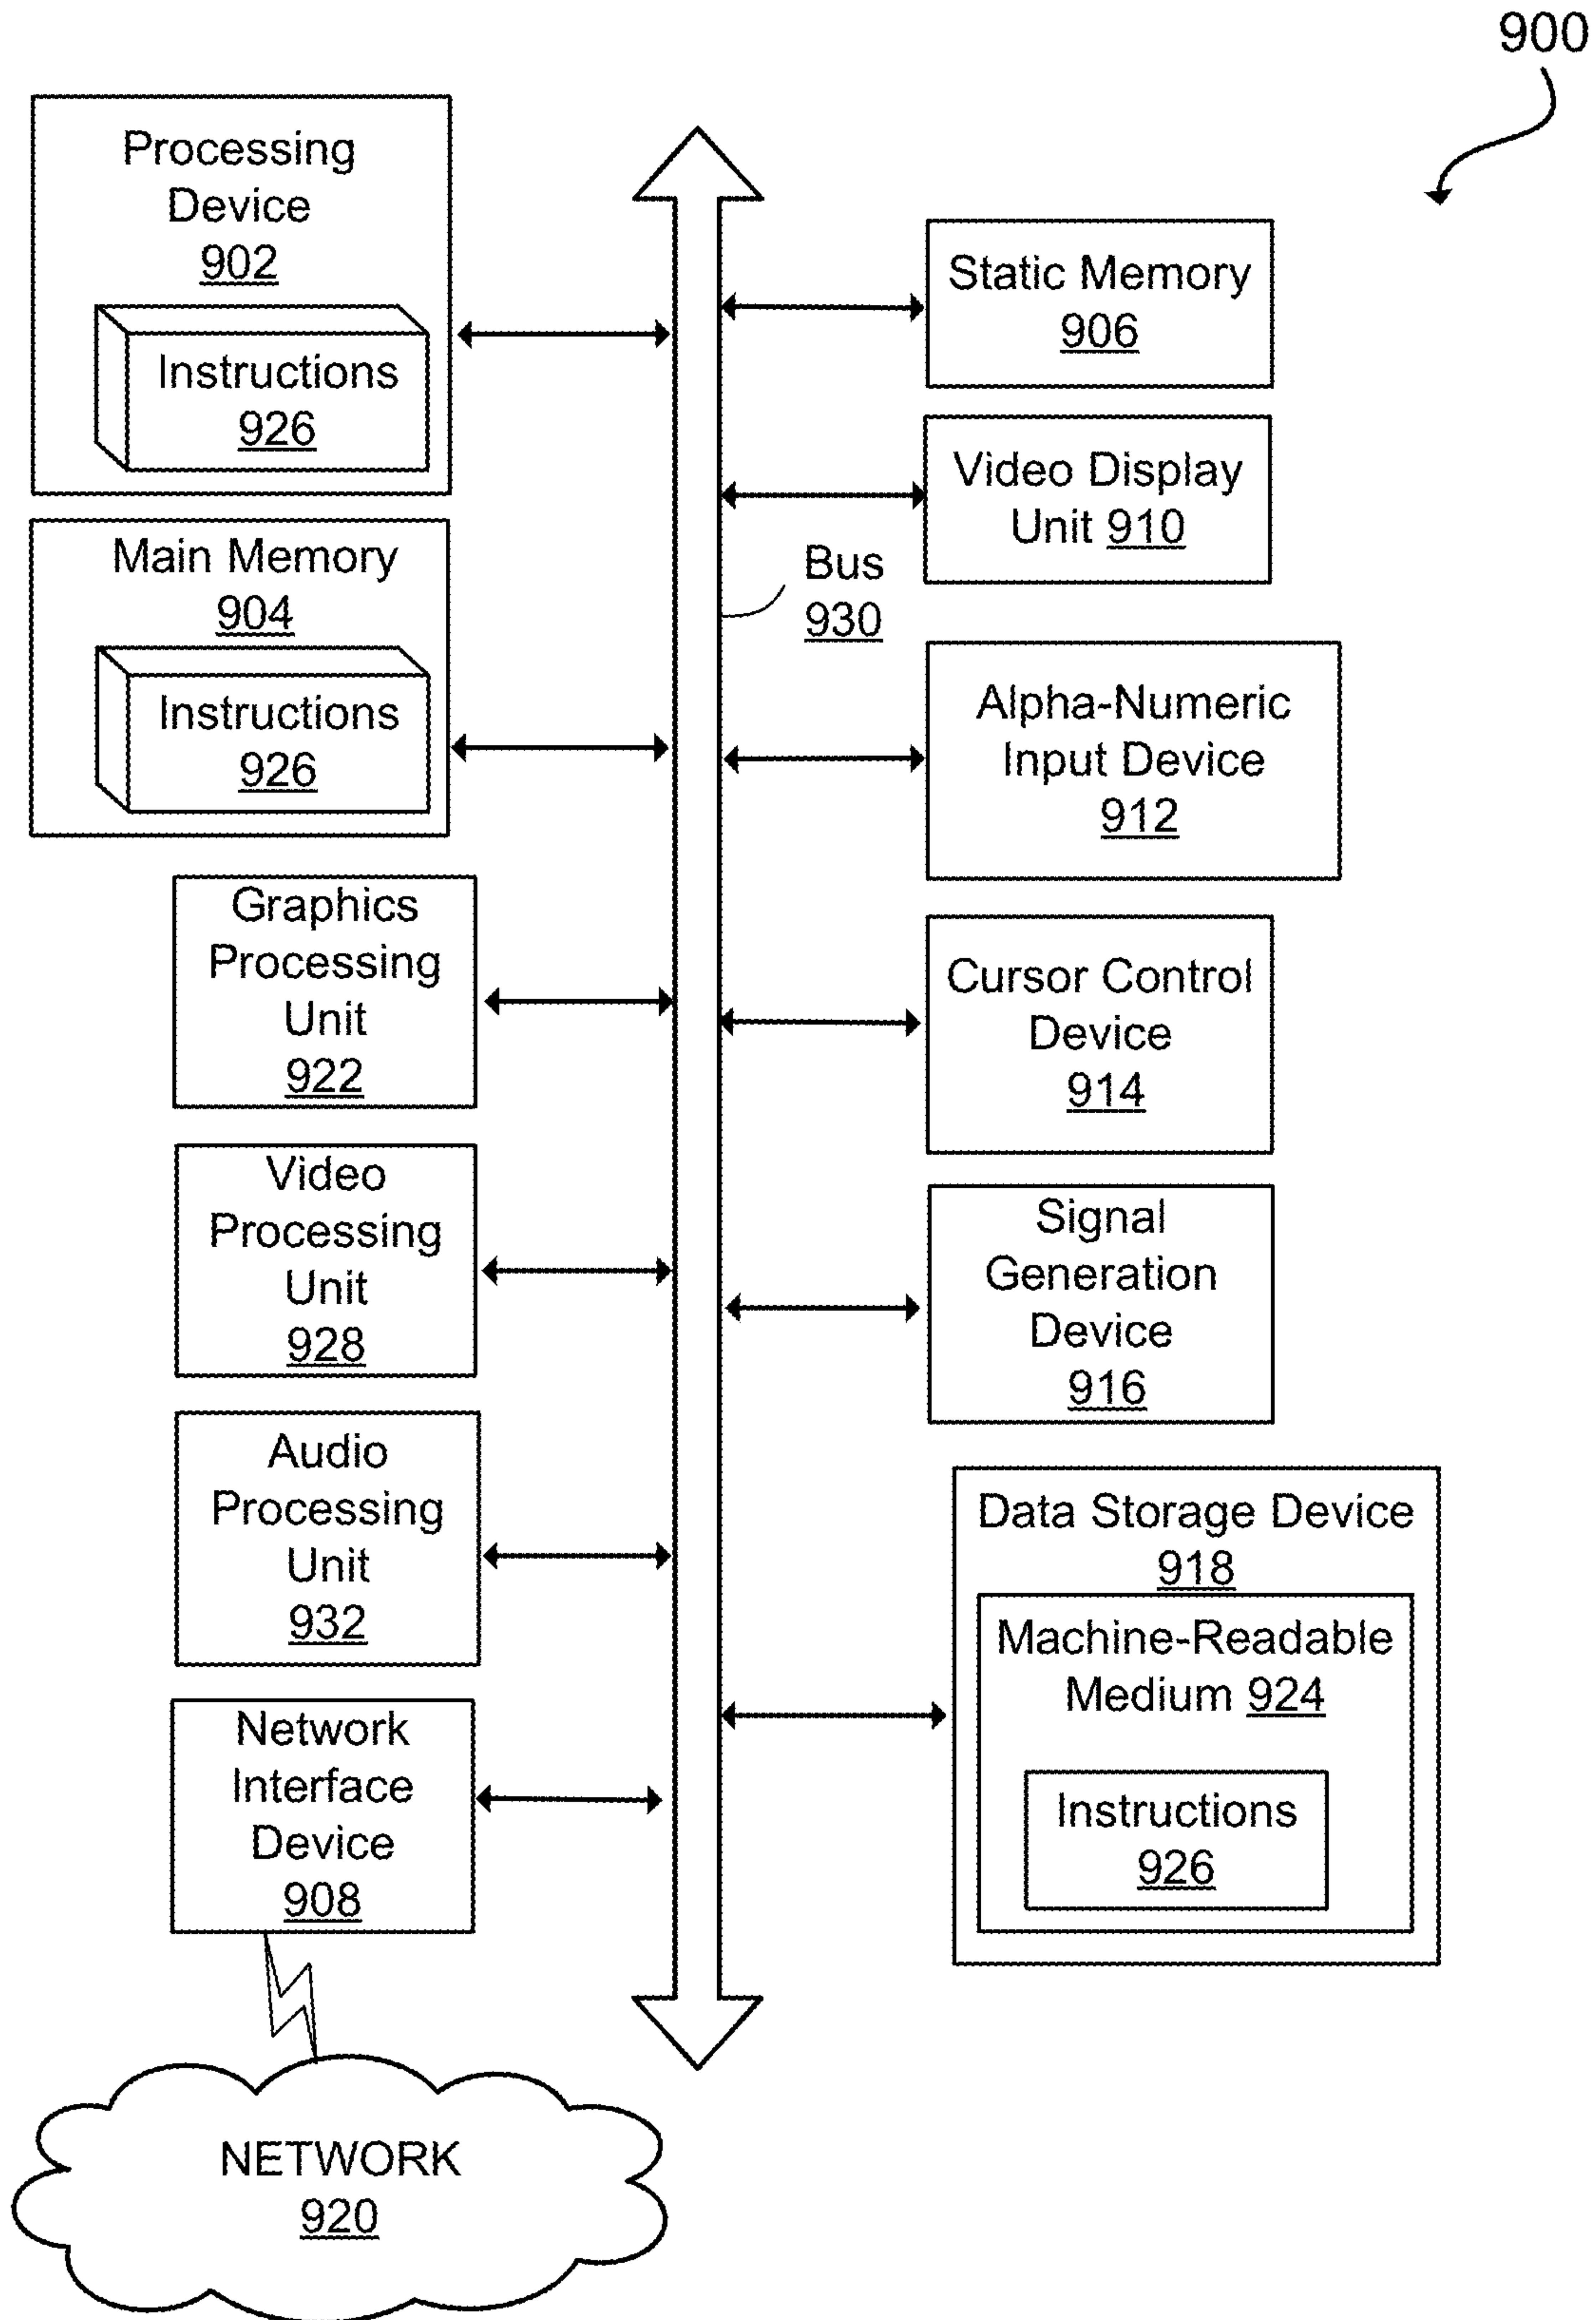 900
Processing
Device
902
Instructions
926
Main Memory
904
Instructions
926
Graphics
Processing
Unit
922
Video
Processing
Unit
928
Audio
Processing
Unit
932
Network
Interface
Device
908
NETWORK
920
Bus
930
Static Memory
906
Video Display
Unit 910
Alpha-Numeric
Input Device
912
Cursor Control
Device
914
Signal
Generation
Device
916
Data Storage Device
918
Machine-Readable
Medium 924
Instructions
926